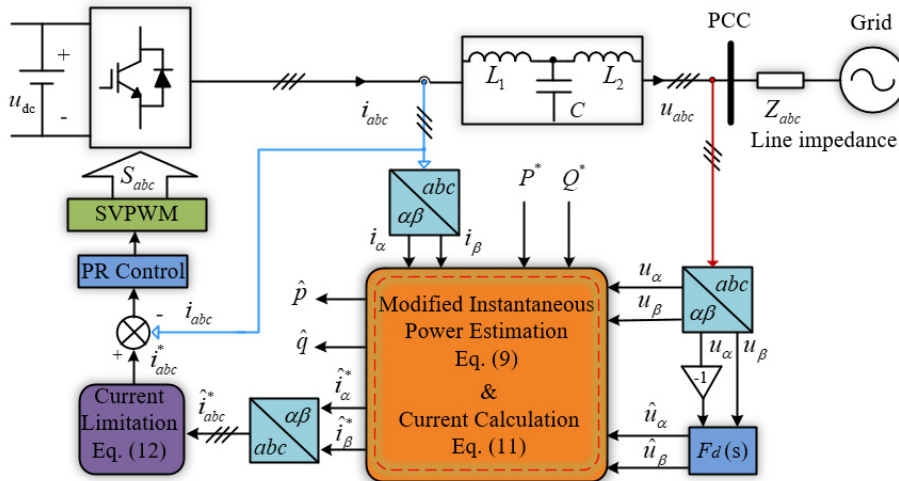 PCC
Grid
+
u_dc
-
L_1
L_2
C
i_abc
u_abc
Z_abc
Line impedance
S_abc
SVPWM
PR Control
abc
αβ
P^*
Q^*
i_α
i_β
-
i_abc
+
i^*_abc
p̂
q̂
Modified Instantaneous
Power Estimation
Eq. (9)
&
Current Calculation
Eq. (11)
u_α
u_β
abc
αβ
u_α
u_β
-1
Current
Limitation
Eq. (12)
î^*_abc
αβ
abc
î^*_α
î^*_β
û_α
û_β
F_d(s)